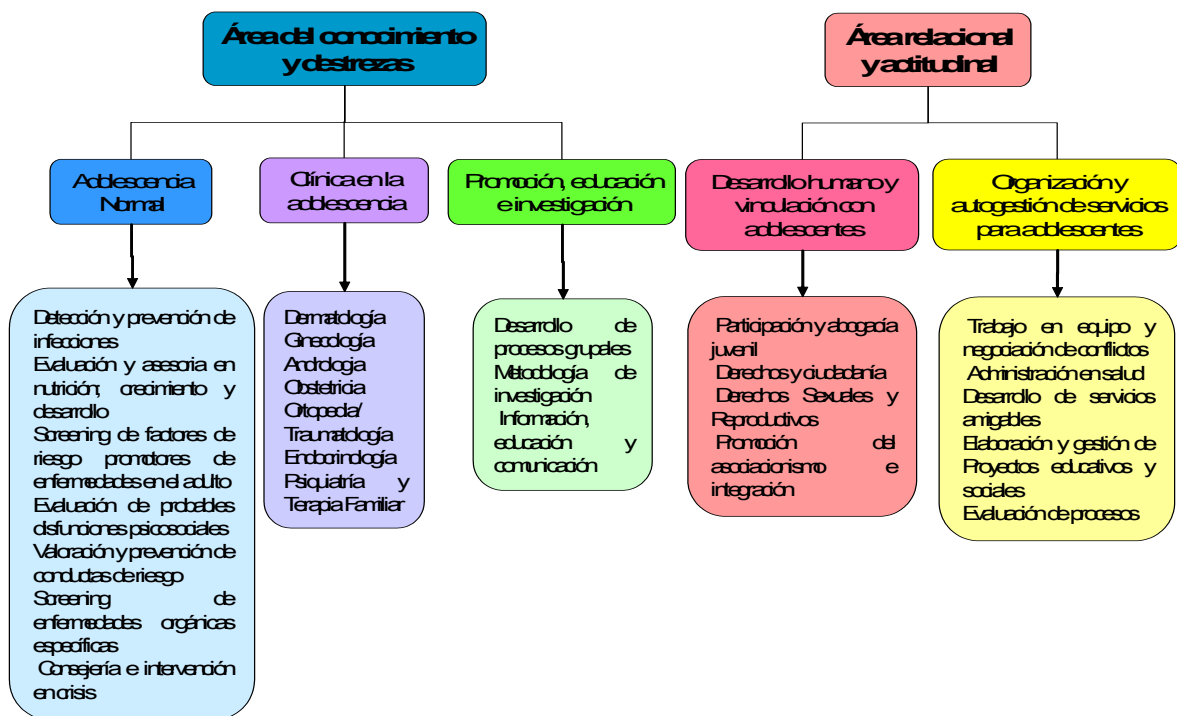 Área del conocimiento
y destrezas
Área relacional
y actitudinal
Adolescencia
Normal
Clínica en la
adolescencia
Promoción, educación
e investigación
Desarrollo humano y
vinculación con
adolescentes
Organización y
autogestión de servicios
para adolescentes
Detección y prevención de
infecciones
Evaluación y asesoria en
nutrición; crecimiento y
desarrollo
Screening de factores de
riesgo promotores de
enfermedades en el adulto
Evaluación de probables
disfunciones psicosociales
Valoración y prevención de
conductas de riesgo
Screening de
enfermedades orgánicas
específicas
Consejería e intervención
en crisis
Dermatología
Ginecología
Andrologia
Obstetricia
Ortopedia/
Traumatología
Endocrinología
Psiquiatría y
Terapia Familiar
Desarrollo de
procesos grupales
Metodología de
investigación
Información,
educación y
comunicación
Participación y abogacía
juvenil
Derechos y ciudadanía
Derechos Sexuales y
Reproductivos
Promoción del
asociacionismo e
integración
Trabajo en equipo y
negociación de conflictos
Administración en salud
Desarrollo de servicios
amigables
Elaboración y gestión de
Proyectos educativos y
sociales
Evaluación de procesos